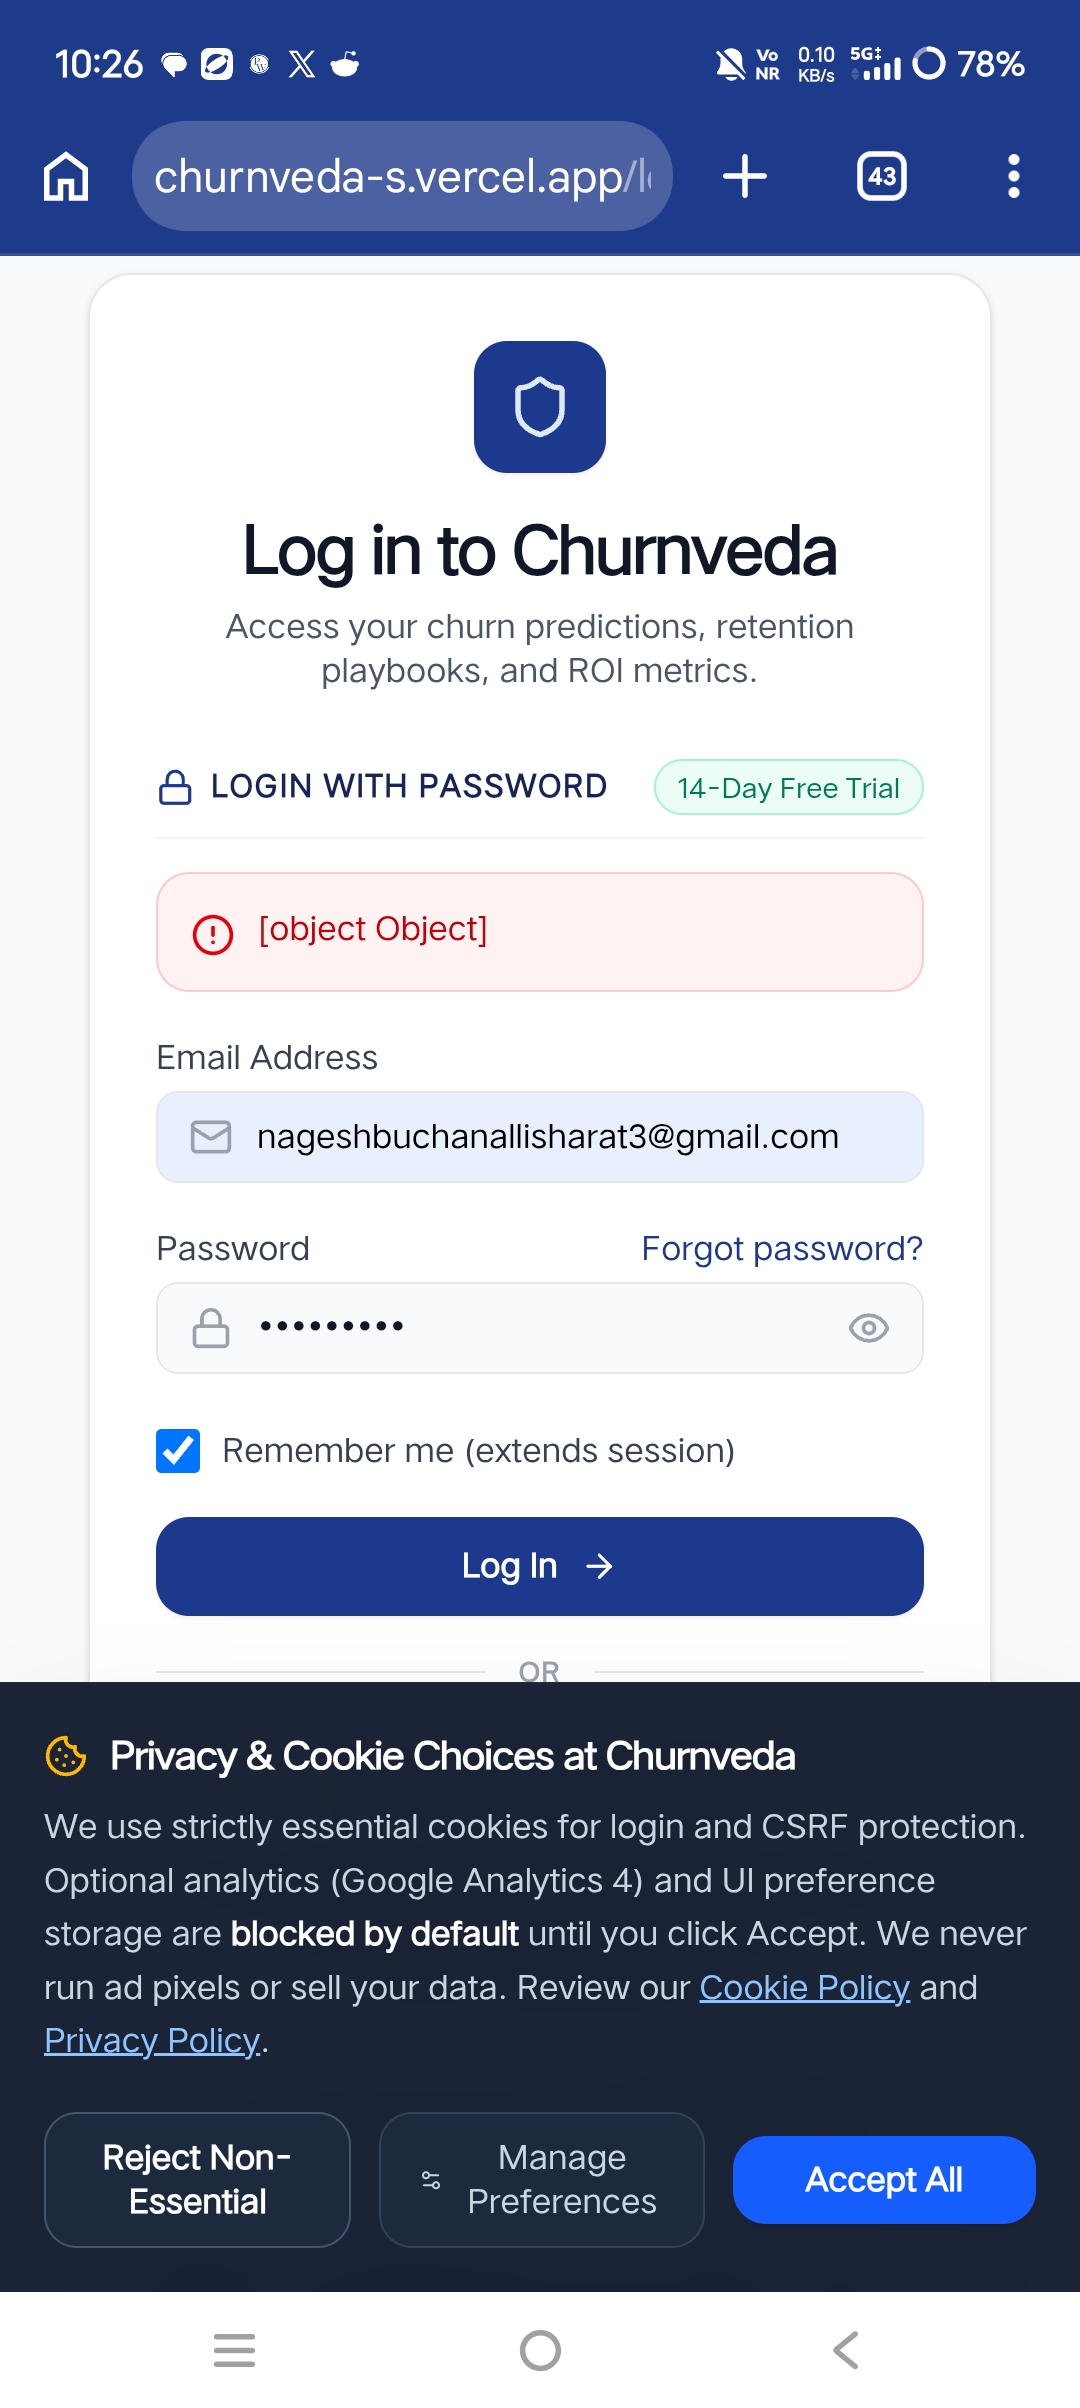 10:26
Vo NR
0.10 KB/s
5G
78%
churnveda-s.vercel.app/l
43
Log in to Churnveda
Access your churn predictions, retention
playbooks, and ROI metrics.
LOGIN WITH PASSWORD
14-Day Free Trial
[object Object]
Email Address
nageshbuchanallisharat3@gmail.com
Password
Forgot password?
Remember me (extends session)
Log In
OR
Privacy & Cookie Choices at Churnveda
We use strictly essential cookies for login and CSRF protection.
Optional analytics (Google Analytics 4) and UI preference
storage are blocked by default until you click Accept. We never
run ad pixels or sell your data. Review our Cookie Policy and
Privacy Policy.
Reject Non-
Essential
Manage
Preferences
Accept All